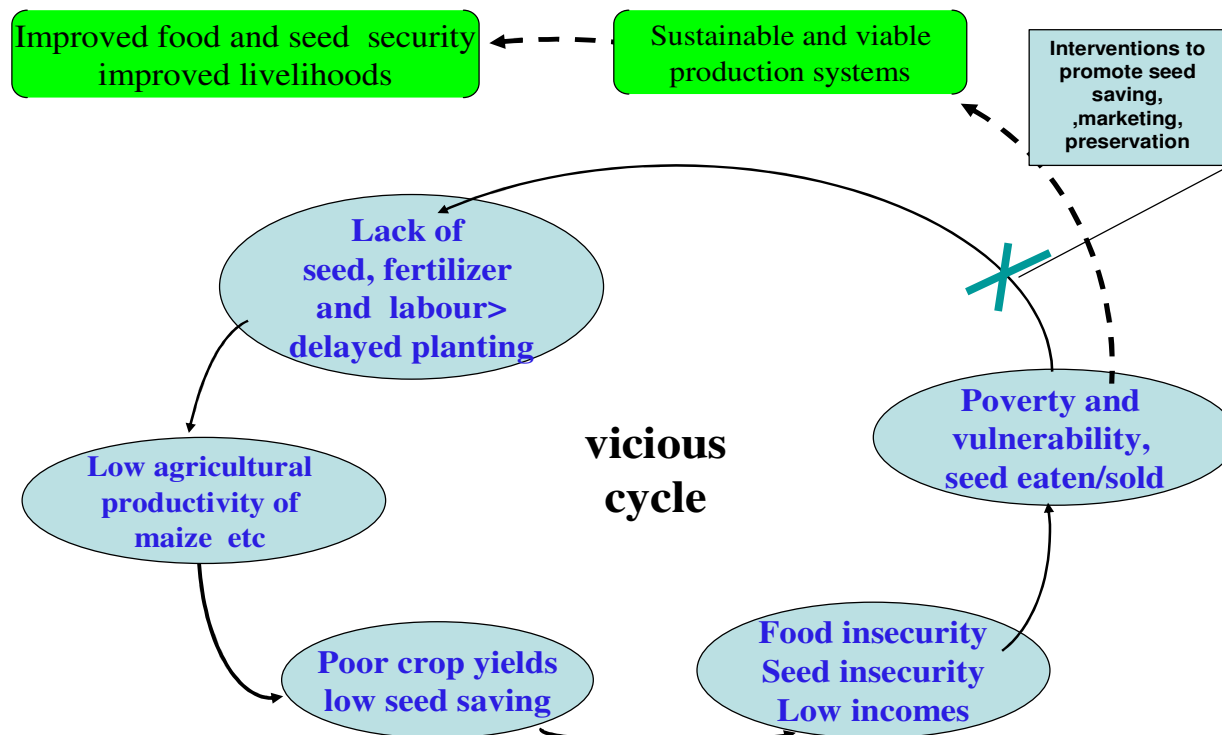 Improved food and seed  security
improved livelihoods
Sustainable and viable
production systems
Interventions to
promote seed
saving,
,marketing,
preservation
Lack of
seed, fertilizer
and  labour>
delayed planting
Low agricultural
productivity of
maize  etc
vicious
cycle
Poverty and
vulnerability,
seed eaten/sold
Poor crop yields
low seed saving
Food insecurity
Seed insecurity
Low incomes